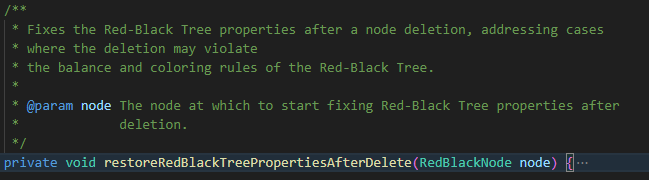 /**
 * Fixes the Red-Black Tree properties after a node deletion, addressing cases
 * where the deletion may violate
 * the balance and coloring rules of the Red-Black Tree.
 *
 * @param node The node at which to start fixing Red-Black Tree properties after
 *             deletion.
 */
private void restoreRedBlackTreePropertiesAfterDelete(RedBlackNode node) {…